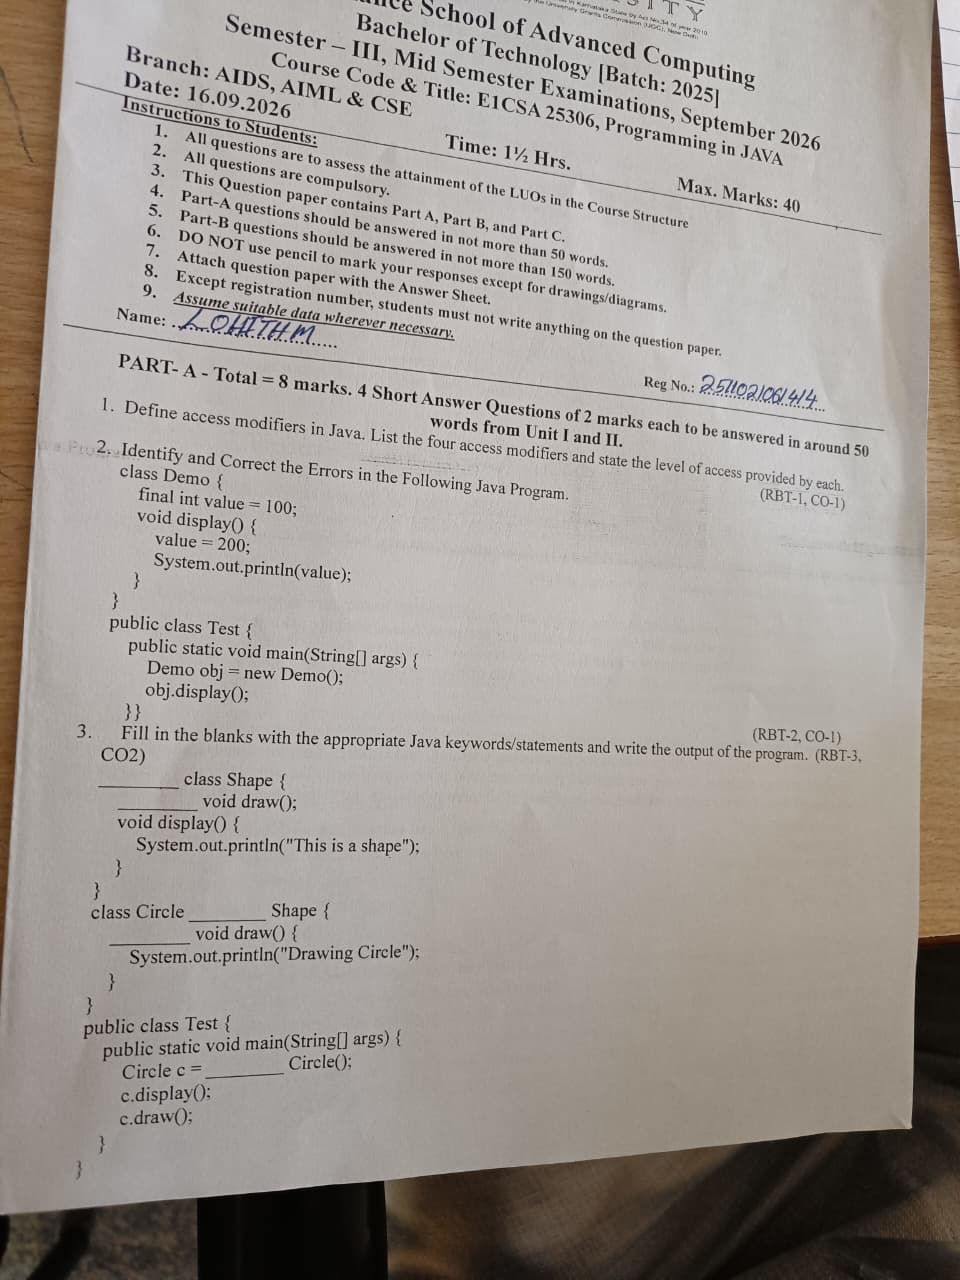 SITY
School of Advanced Computing
Bachelor of Technology [Batch: 2025]
Semester – III, Mid Semester Examinations, September 2026
Course Code & Title: E1CSA 25306, Programming in JAVA
Branch: AIDS, AIML & CSE
Date: 16.09.2026
Time: 1½ Hrs.
Max. Marks: 40
Instructions to Students:
1. All questions are to assess the attainment of the LUOs in the Course Structure
2. All questions are compulsory.
3. This Question paper contains Part A, Part B, and Part C.
4. Part-A questions should be answered in not more than 50 words.
5. Part-B questions should be answered in not more than 150 words.
6. DO NOT use pencil to mark your responses except for drawings/diagrams.
7. Attach question paper with the Answer Sheet.
8. Except registration number, students must not write anything on the question paper.
9. Assume suitable data wherever necessary.
Name: LOHITH M
Reg No.: 2511021061414
PART- A - Total = 8 marks. 4 Short Answer Questions of 2 marks each to be answered in around 50
words from Unit I and II.
1. Define access modifiers in Java. List the four access modifiers and state the level of access provided by each.
(RBT-1, CO-1)
2. Identify and Correct the Errors in the Following Java Program.
class Demo {
final int value = 100;
void display() {
value = 200;
System.out.println(value);
}
}
public class Test {
public static void main(String[] args) {
Demo obj = new Demo();
obj.display();
}}
(RBT-2, CO-1)
3. Fill in the blanks with the appropriate Java keywords/statements and write the output of the program. (RBT-3,
CO2)
________ class Shape {
________ void draw();
void display() {
System.out.println("This is a shape");
}
}
class Circle ________ Shape {
________ void draw() {
System.out.println("Drawing Circle");
}
}
public class Test {
public static void main(String[] args) {
Circle c = ________ Circle();
c.display();
c.draw();
}
}